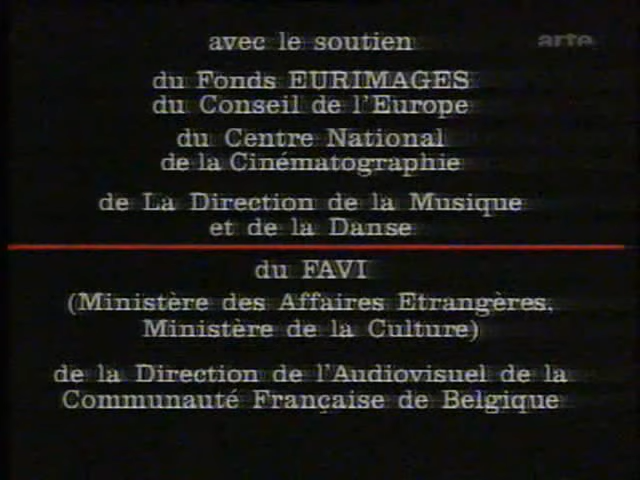 avec le soutien
arte
du Fonds EURIMAGES
du Conseil de l'Europe
du Centre National
de la Cinématographie
de La Direction de la Musique
et de la Danse
du FAVI
(Ministère des Affaires Etrangères,
Ministère de la Culture)
de la Direction de l'Audiovisuel de la
Communauté Française de Belgique